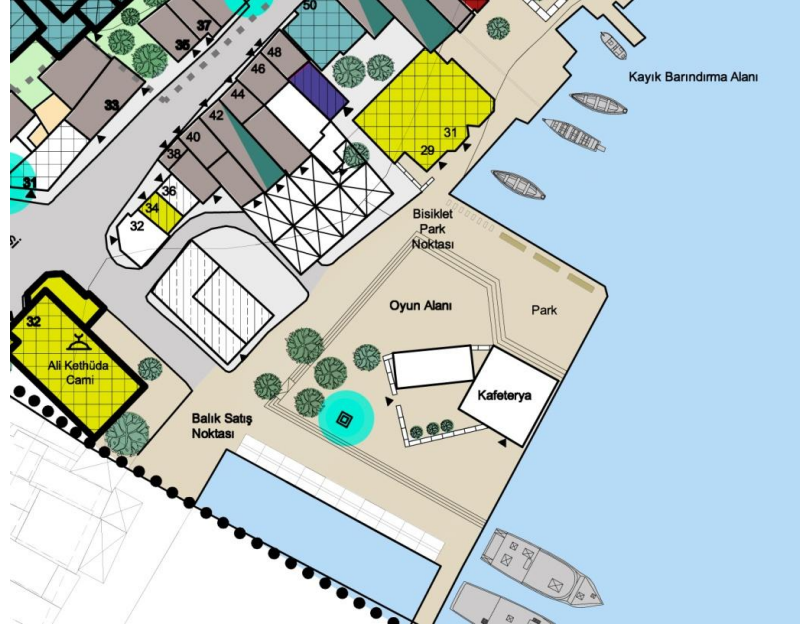 50
37
35
48
46
Kayık Barındırma Alanı
33
44
42
31
40
29
38
31
36
34
32
Bisiklet
Park
Noktası
Oyun Alanı
Park
32
Ali Kethüda
Cami
Kafeterya
Balık Satış
Noktası